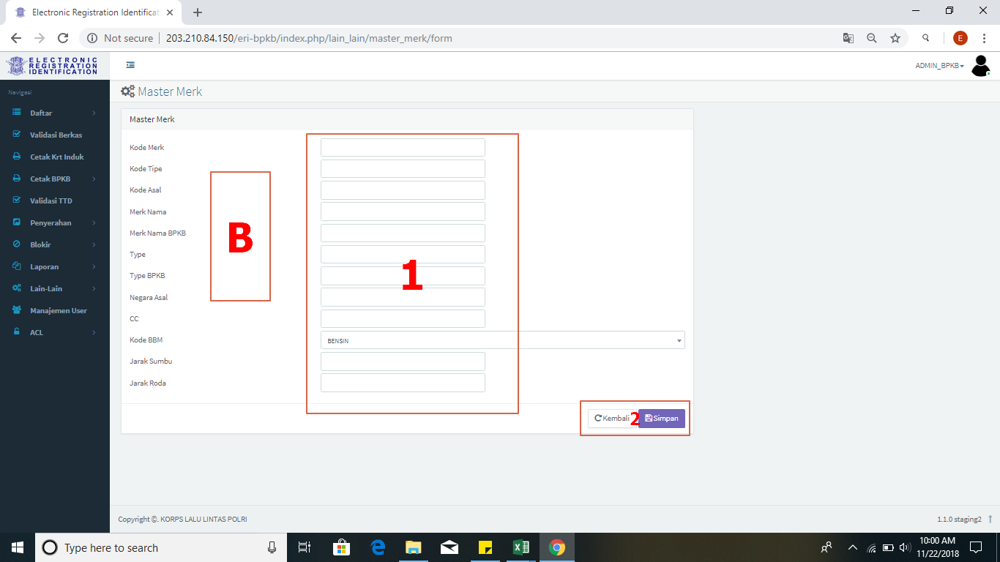 Electronic Registration Identificat
Not secure
203.210.84.150/eri-bpkb/index.php/lain_lain/master_merk/form
E
ELECTRONIC
REGISTRATION
IDENTIFICATION
ADMIN_BPKB
Navigasi
Daftar
Validasi Berkas
Cetak Krt Induk
Cetak BPKB
Validasi TTD
Penyerahan
Blokir
Laporan
Lain-Lain
Manajemen User
ACL
Master Merk
Master Merk
Kode Merk
Kode Tipe
Kode Asal
Merk Nama
Merk Nama BPKB
Type
Type BPKB
Negara Asal
CC
Kode BBM
BENSIN
Jarak Sumbu
Jarak Roda
B
1
Kembali
2
Simpan
Copyright ©. KORPS LALU LINTAS POLRI
1.1.0 staging2
Type here to search
10:00 AM
11/22/2018